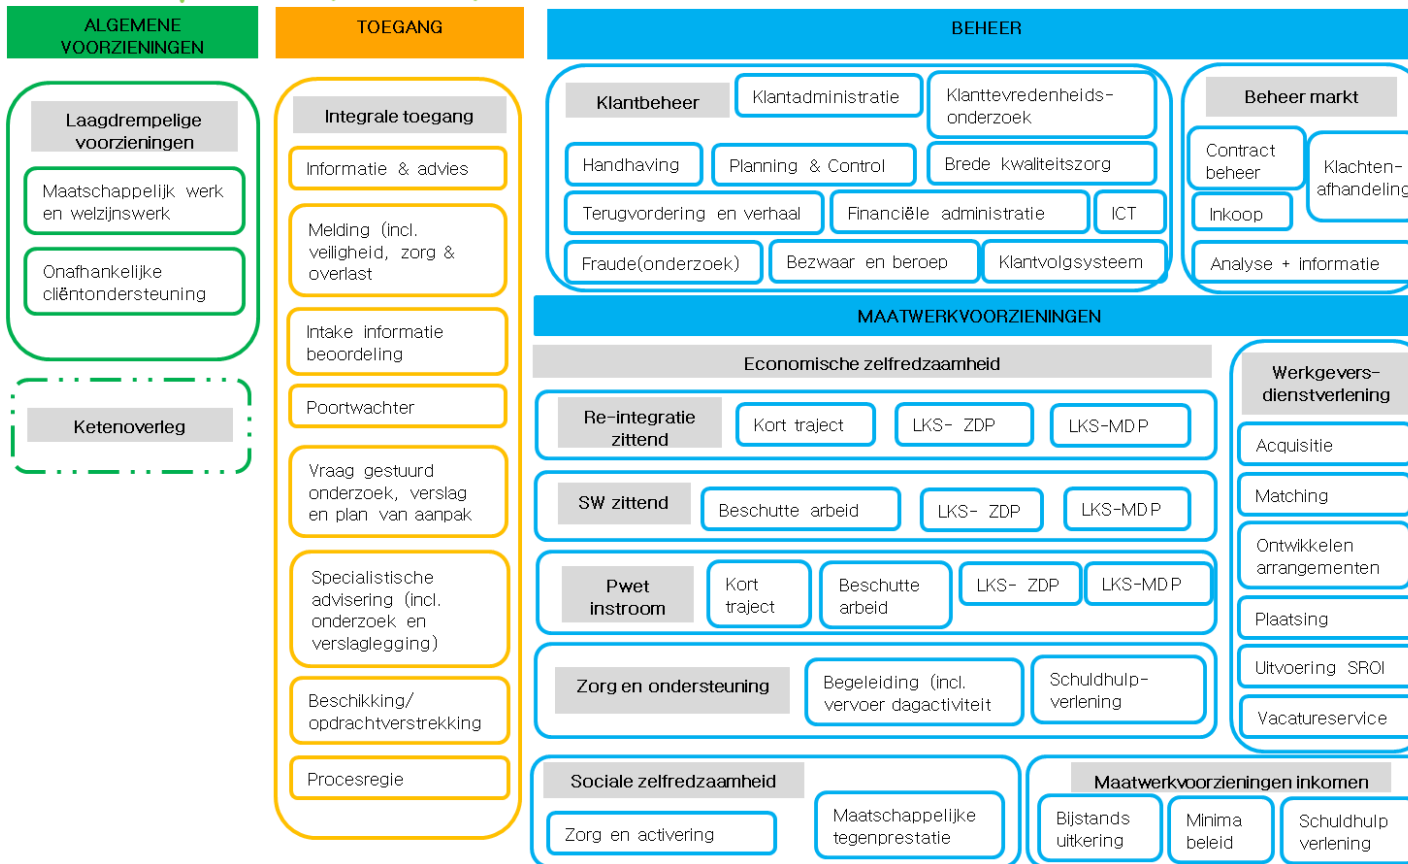 ALGEMENE
VOORZIENINGEN
Laagdrempelige
voorzieningen
Maatschappelijk werk
en welzijnswerk
Onafhankelijke
cliëntondersteuning
Ketenoverleg
TOEGANG
Integrale toegang
Informatie & advies
Melding (incl.
veiligheid, zorg &
overlast
Intake informatie
beoordeling
Poortwachter
Vraag gestuurd
onderzoek, verslag
en plan van aanpak
Specialistische
advisering (incl.
onderzoek en
verslaglegging)
Beschikking/
opdrachtverstrekking
Procesregie
BEHEER
Klantbeheer
Klantadministratie
Klanttevredenheids-
onderzoek
Handhaving
Planning & Control
Brede kwaliteitszorg
Terugvordering en verhaal
Financiële administratie
ICT
Fraude(onderzoek)
Bezwaar en beroep
Klantvolgsysteem
Beheer markt
Contract
beheer
Klachten-
afhandeling
Inkoop
Analyse + informatie
MAATWERKVOORZIENINGEN
Economische zelfredzaamheid
Re-integratie
zittend
Kort traject
LKS- ZDP
LKS-MDP
SW zittend
Beschutte arbeid
LKS- ZDP
LKS-MDP
Pwet
instroom
Kort
traject
Beschutte
arbeid
LKS- ZDP
LKS-MDP
Zorg en ondersteuning
Begeleiding (incl.
vervoer dagactiviteit
Schuldhulp-
verlening
Werkgevers-
dienstverlening
Acquisitie
Matching
Ontwikkelen
arrangementen
Plaatsing
Uitvoering SROI
Vacatureservice
Sociale zelfredzaamheid
Zorg en activering
Maatschappelijke
tegenprestatie
Maatwerkvoorzieningen inkomen
Bijstands
uitkering
Minima
beleid
Schuldhulp
verlening